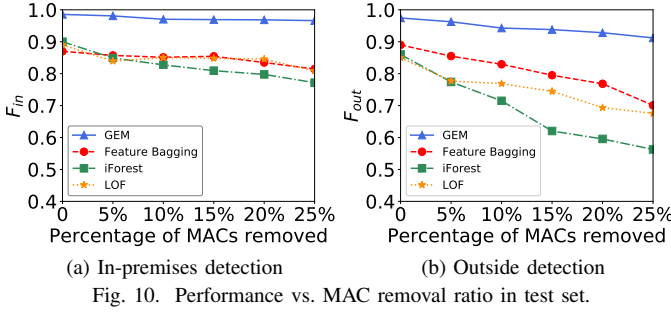 1.0
0.9
0.8
0.7
0.6
0.5
0.4
F_in
GEM
Feature Bagging
iForest
LOF
0 5% 10% 15% 20% 25%
Percentage of MACs removed
(a) In-premises detection
1.0
0.9
0.8
0.7
0.6
0.5
0.4
F_out
GEM
Feature Bagging
iForest
LOF
0 5% 10% 15% 20% 25%
Percentage of MACs removed
(b) Outside detection
Fig. 10. Performance vs. MAC removal ratio in test set.